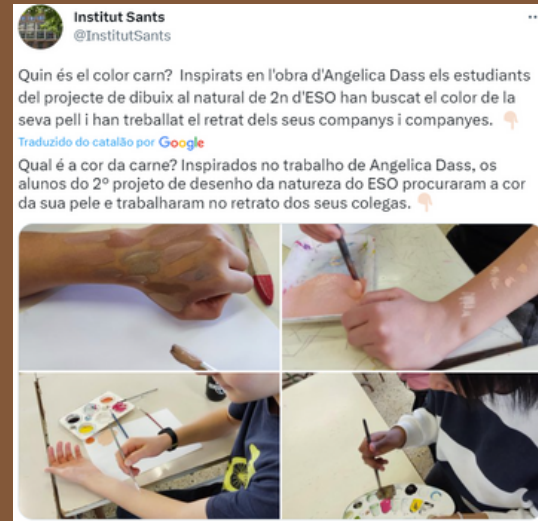 Institut Sants
@InstitutSants
Quin és el color carn? Inspirats en l'obra d'Angelica Dass els estudiants
del projecte de dibuix al natural de 2n d'ESO han buscat el color de la
seva pell i han treballat el retrat dels seus companys i companyes. 👇🏻
Traduzido do catalão por Google
Qual é a cor da carne? Inspirados no trabalho de Angelica Dass, os
alunos do 2º projeto de desenho da natureza do ESO procuraram a cor
da sua pele e trabalharam no retrato dos seus colegas. 👇🏻